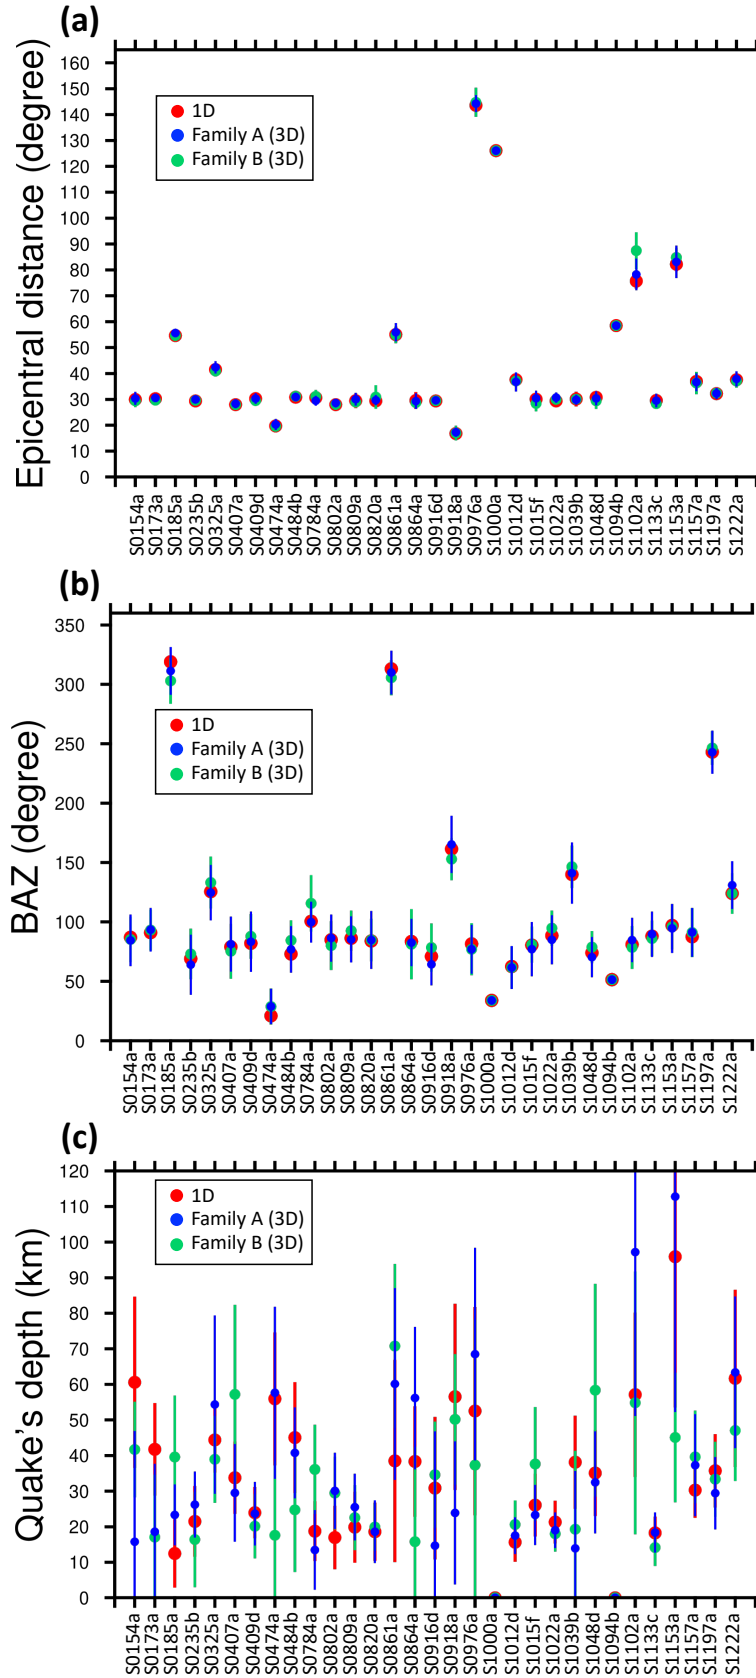 (a)
Epicentral distance (degree)
160
150
140
130
120
110
100
90
80
70
60
50
40
30
20
10
0
1D
Family A (3D)
Family B (3D)
S0154a S0173a S0185a S0235b S0325a S0407a S0409d S0474a S0484b S0784a S0802a S0809a S0820a S0861a S0864a S0916d S0918a S0976a S1000a S1012d S1015f S1022a S1039b S1048d S1094b S1102a S1133c S1153a S1157a S1197a S1222a
(b)
BAZ (degree)
350
300
250
200
150
100
50
0
1D
Family A (3D)
Family B (3D)
S0154a S0173a S0185a S0235b S0325a S0407a S0409d S0474a S0484b S0784a S0802a S0809a S0820a S0861a S0864a S0916d S0918a S0976a S1000a S1012d S1015f S1022a S1039b S1048d S1094b S1102a S1133c S1153a S1157a S1197a S1222a
(c)
Quake's depth (km)
120
110
100
90
80
70
60
50
40
30
20
10
0
1D
Family A (3D)
Family B (3D)
S0154a S0173a S0185a S0235b S0325a S0407a S0409d S0474a S0484b S0784a S0802a S0809a S0820a S0861a S0864a S0916d S0918a S0976a S1000a S1012d S1015f S1022a S1039b S1048d S1094b S1102a S1133c S1153a S1157a S1197a S1222a